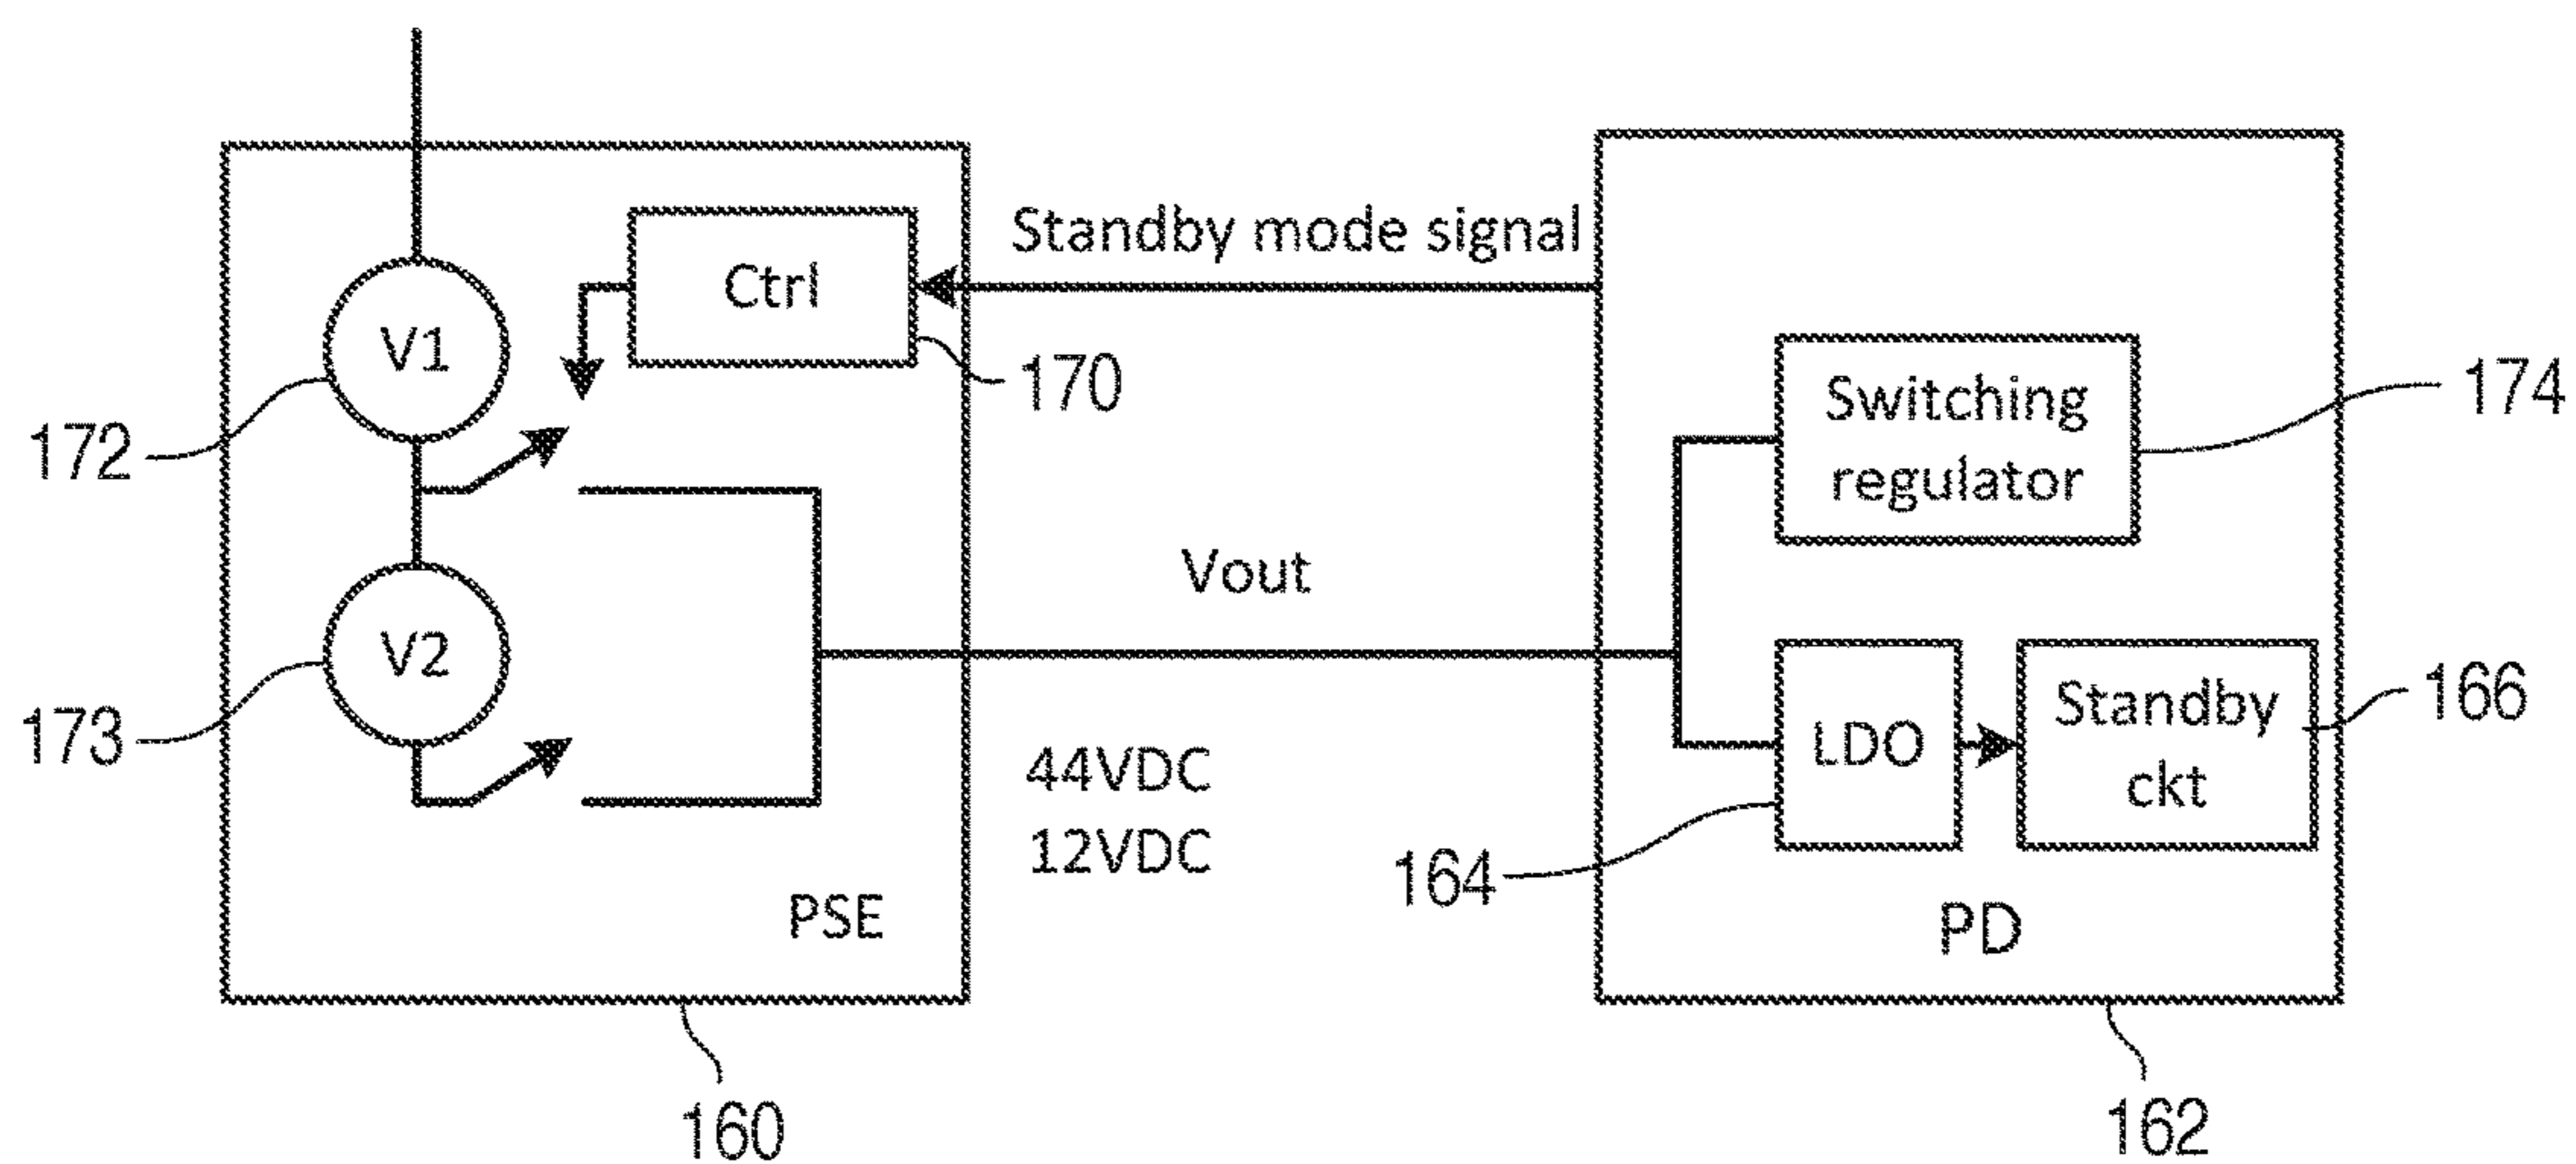 Standby mode signal
Ctrl
V1
170
Switching
regulator
174
172
Vout
V2
173
LDO
Standby
ckt
166
44VDC
12VDC
164
PSE
PD
160
162